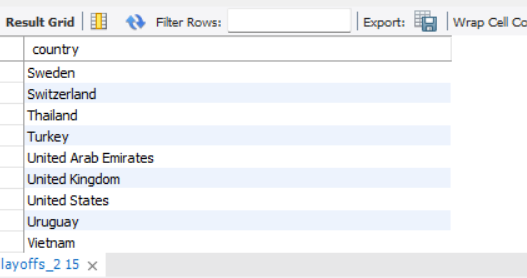 Result Grid Filter Rows: Export: Wrap Cell Co
country
Sweden
Switzerland
Thailand
Turkey
United Arab Emirates
United Kingdom
United States
Uruguay
Vietnam
layoffs_2 15 ×